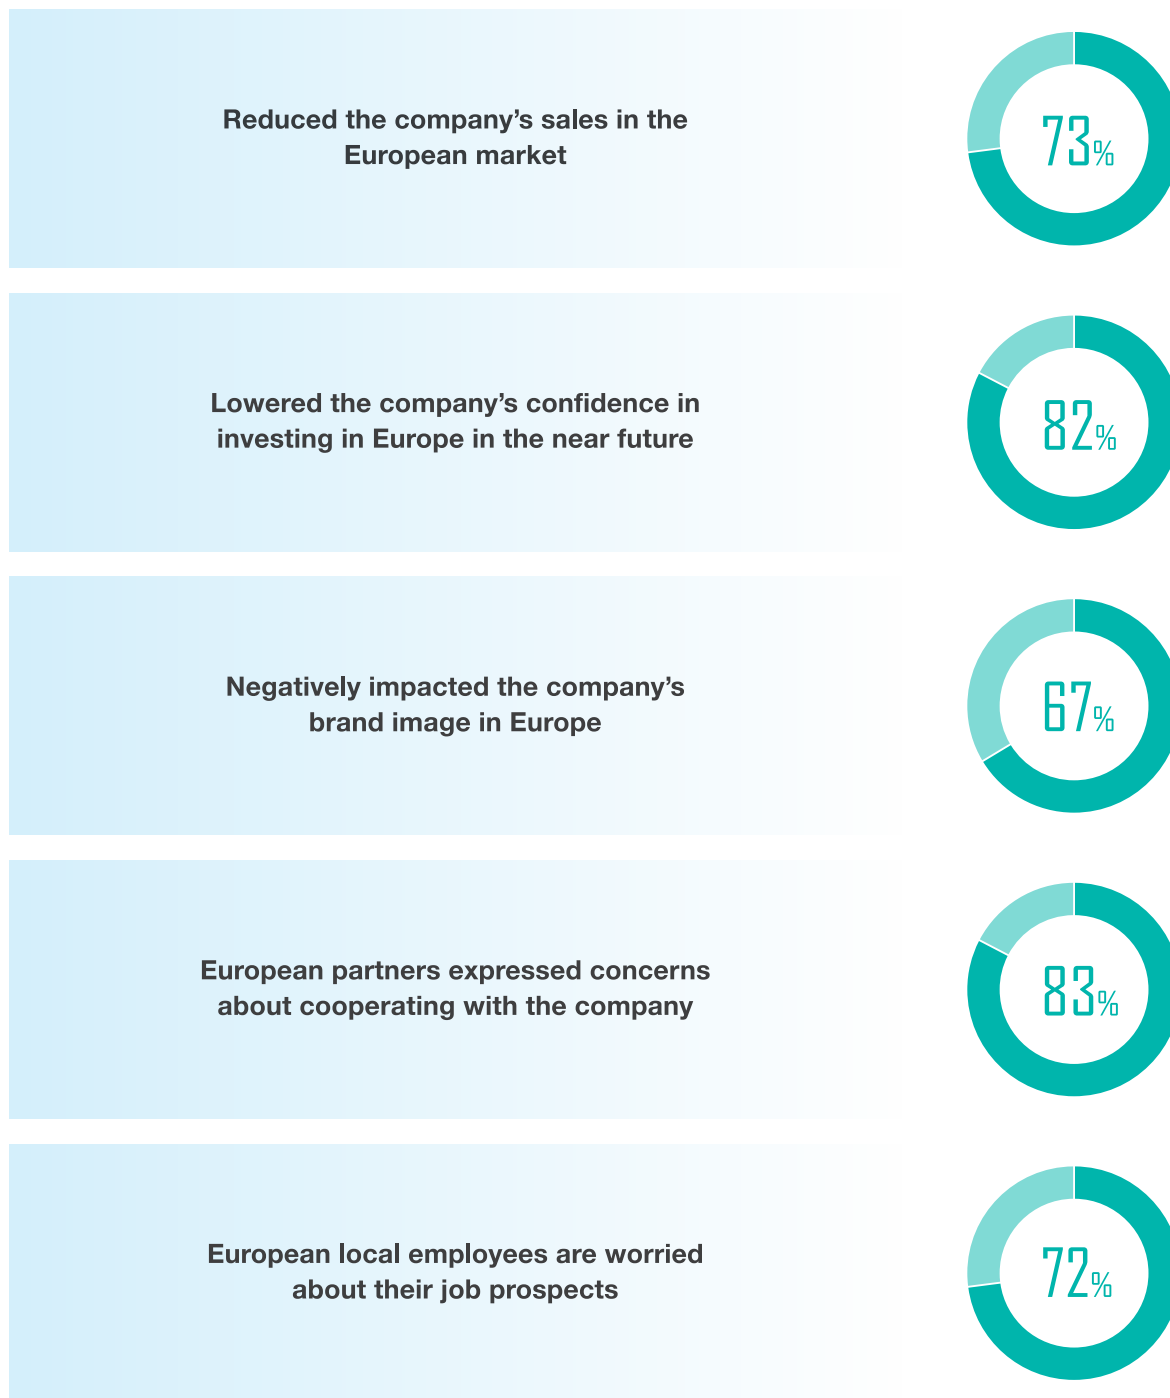 Reduced the company’s sales in the
European market
73%
Lowered the company’s confidence in
investing in Europe in the near future
82%
Negatively impacted the company’s
brand image in Europe
67%
European partners expressed concerns
about cooperating with the company
83%
European local employees are worried
about their job prospects
72%